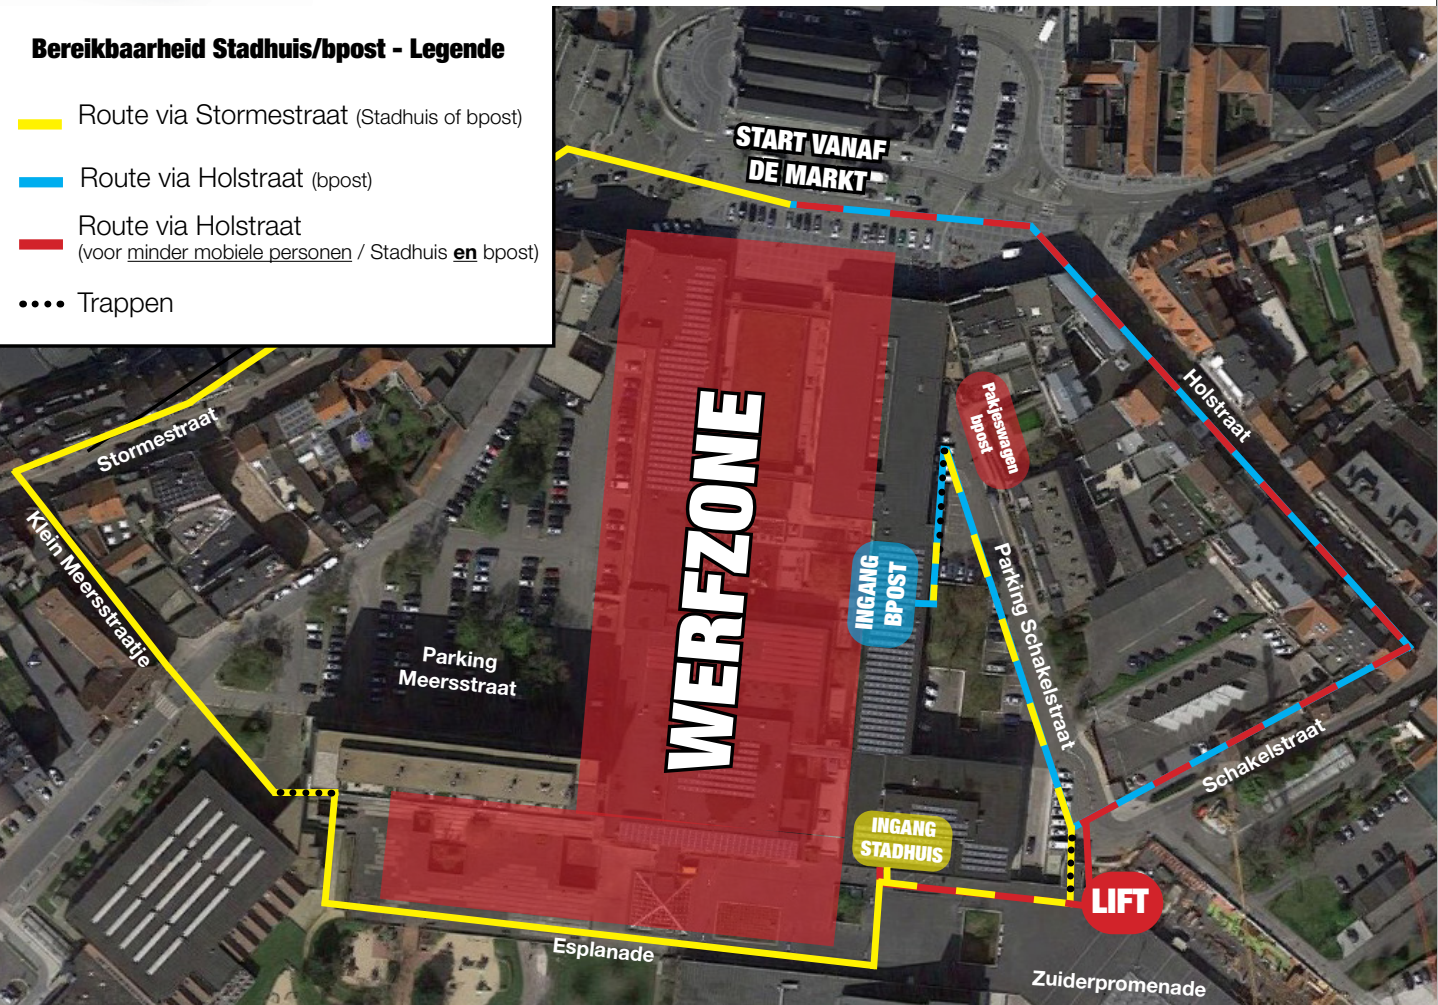 Bereikbaarheid Stadhuis/bpost - Legende
Route via Stormestraat (Stadhuis of bpost)
Route via Holstraat (bpost)
Route via Holstraat
(voor minder mobiele personen / Stadhuis en bpost)
Trappen
START VANAF
DE MARKT
Stormestraat
Klein Meersstraatje
Parking
Meersstraat
WERFZONE
Pakjeswagen
bpost
Holstraat
INGANG
BPOST
Parking Schakelstraat
Schakelstraat
INGANG
STADHUIS
LIFT
Esplanade
Zuiderpromenade